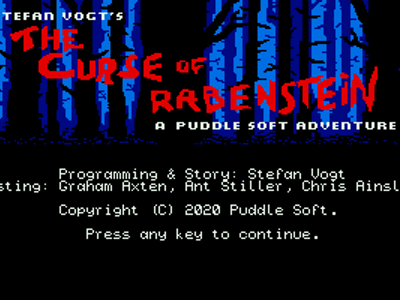 TEFAN VOGT'S
THE
CURSE OF
RABENSTEIN
A PUDDLE SOFT ADVENTURE
Programming & Story: Stefan Vogt
sting: Graham Axten, Ant Stiller, Chris Ainsl
Copyright (C) 2020 Puddle Soft.
Press any key to continue.